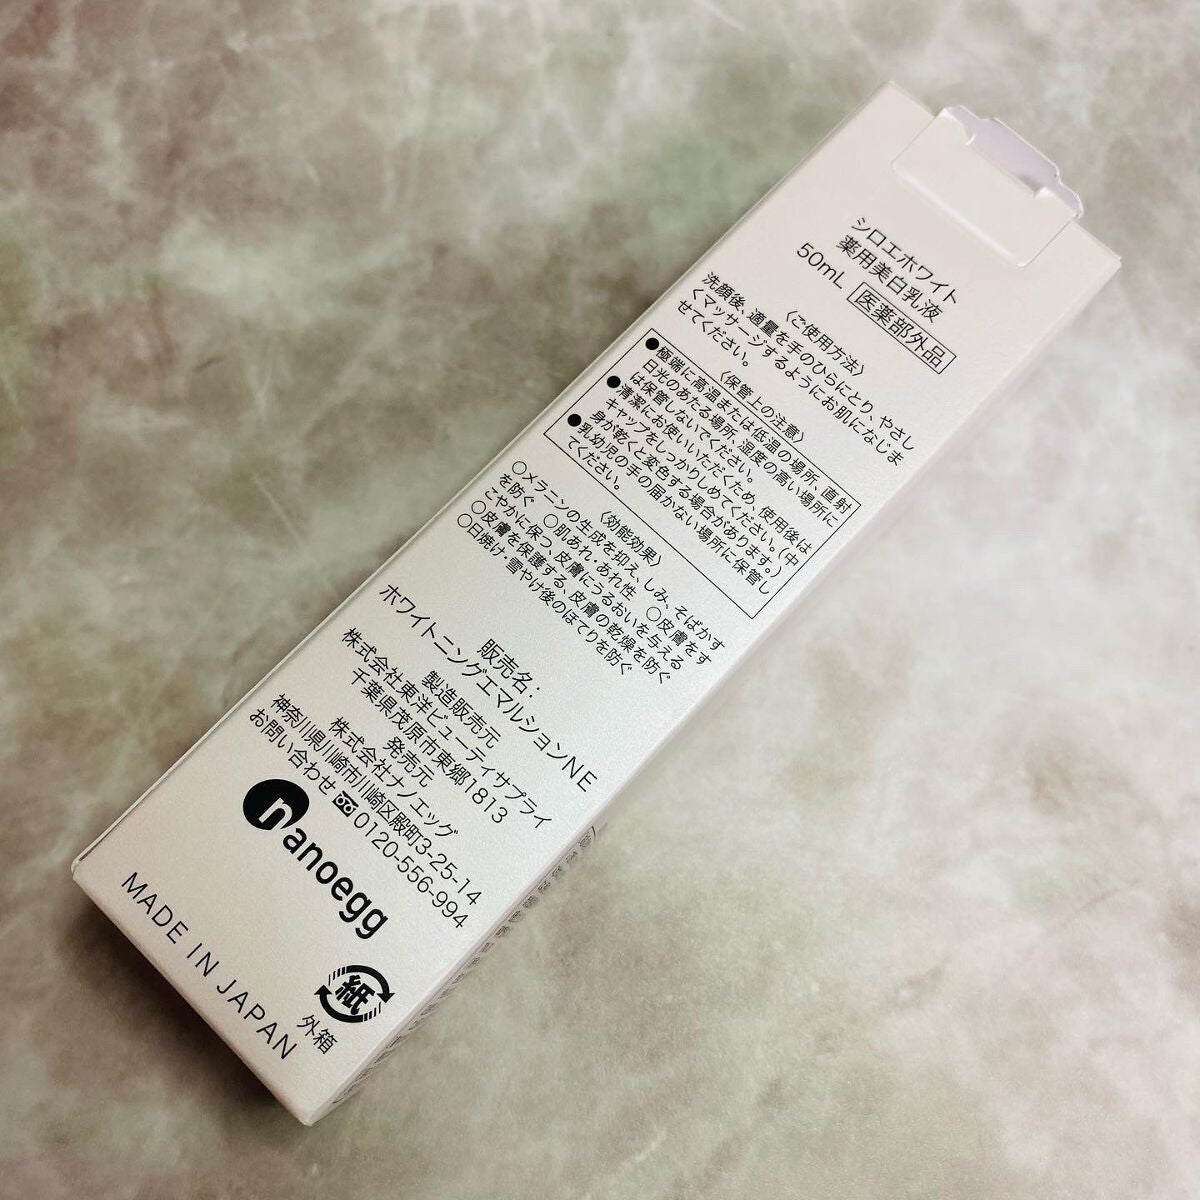 シロエホワイト
薬用美白乳液
50mL 医薬部外品
〈ご使用方法〉
洗顔後、適量を手のひらにとり、やさし
くマッサージするようにお肌になじま
せてください。
〈保管上の注意〉
●極端に高温または低温の場所、直射
日光のあたる場所、湿度の高い場所に
は保管しないでください。
●清潔にお使いいただくため、使用後は
キャップをしっかりしめてください。(中
身が乾くと変色する場合があります。)
●乳幼児の手の届かない場所に保管し
てください。
〈効能効果〉
○メラニンの生成を抑え、しみ、そばかす
を防ぐ ○肌あれ・あれ性 ○皮膚をす
こやかに保つ、皮膚にうるおいを与える
○皮膚を保護する、皮膚の乾燥を防ぐ
○日焼け・雪やけ後のほてりを防ぐ
販売名:
ホワイトニングエマルションNE
製造販売元
株式会社東洋ビューティサプライ
千葉県茂原市東郷1813
発売元
株式会社ナノエッグ
神奈川県川崎市川崎区殿町3-25-14
お問い合わせ 0120-556-994
nanoegg
紙
外箱
MADE IN JAPAN